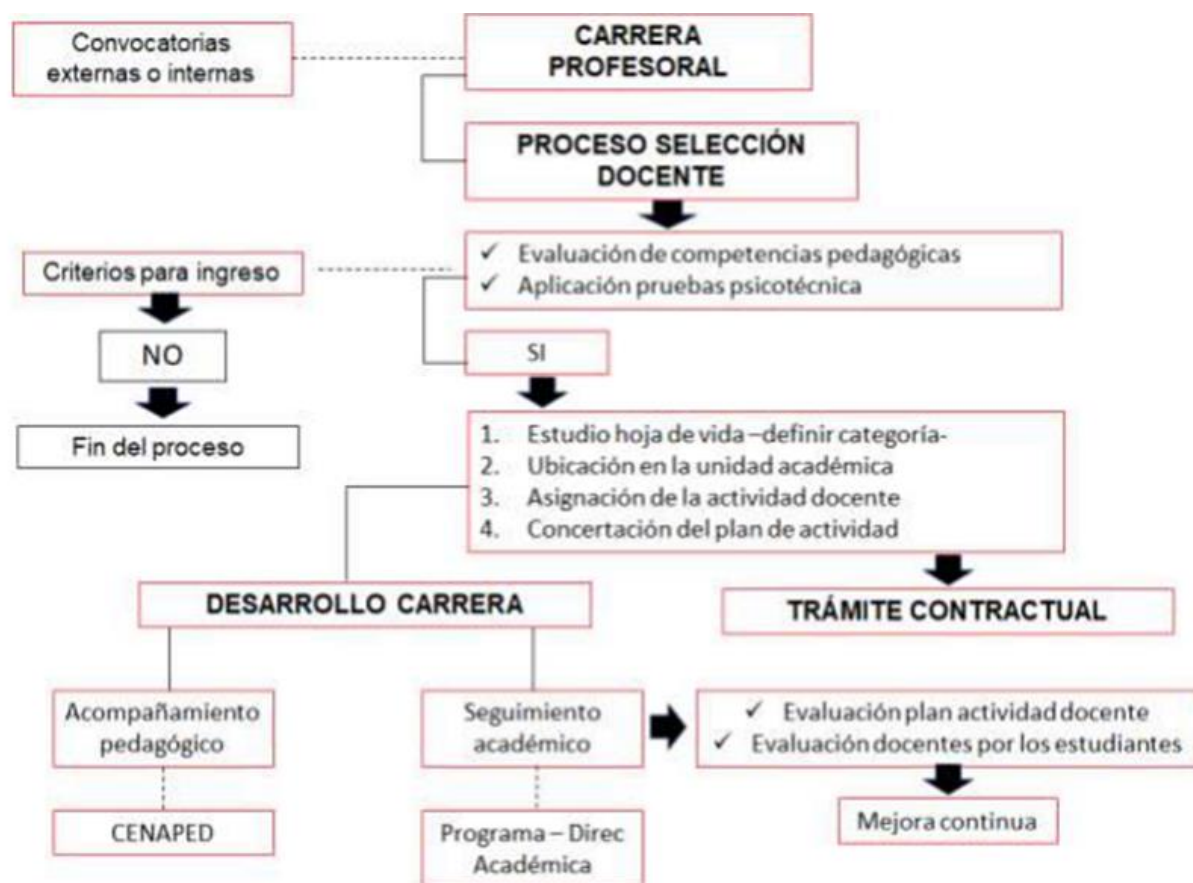 Convocatorias
externas o internas
CARRERA
PROFESORAL
PROCESO SELECCIÓN
DOCENTE
Criterios para ingreso
✓ Evaluación de competencias pedagógicas
✓ Aplicación pruebas psicotécnica
NO
SI
Fin del proceso
1. Estudio hoja de vida –definir categoría-
2. Ubicación en la unidad académica
3. Asignación de la actividad docente
4. Concertación del plan de actividad
DESARROLLO CARRERA
TRÁMITE CONTRACTUAL
Acompañamiento
pedagógico
Seguimiento
académico
✓ Evaluación plan actividad docente
✓ Evaluación docentes por los estudiantes
CENAPED
Programa – Direc
Académica
Mejora continua